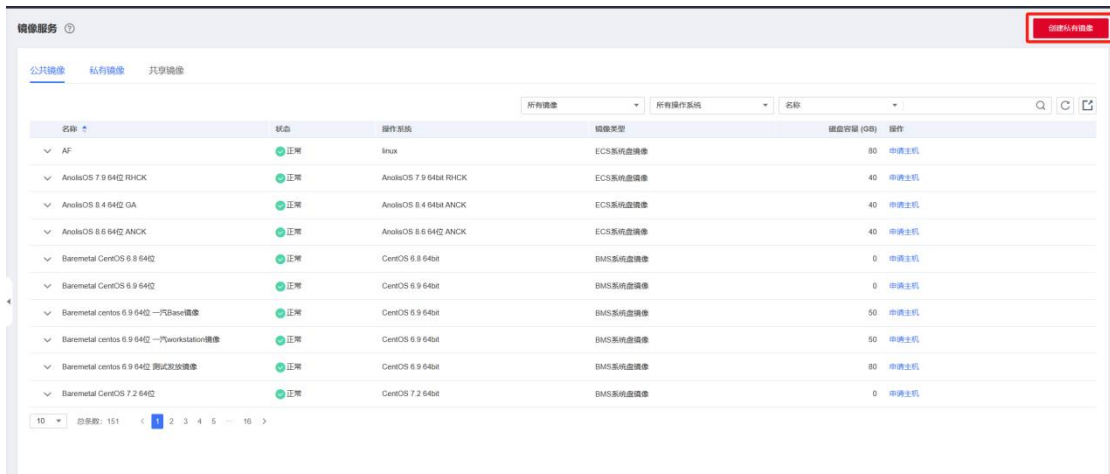 镜像服务 ?
创建私有镜像
公共镜像 私有镜像 共享镜像
所有镜像 所有操作系统 名称
名称 状态 操作系统 镜像类型 磁盘容量 (GB) 操作
AF 正常 linux ECS系统盘镜像 80 申请主机
AnolisOS 7.9 64位 RHCK 正常 AnolisOS 7.9 64bit RHCK ECS系统盘镜像 40 申请主机
AnolisOS 8.4 64位 GA 正常 AnolisOS 8.4 64bit ANCK ECS系统盘镜像 40 申请主机
AnolisOS 8.6 64位 ANCK 正常 AnolisOS 8.6 64位 ANCK ECS系统盘镜像 40 申请主机
Baremetal CentOS 6.8 64位 正常 CentOS 6.8 64bit BMS系统盘镜像 0 申请主机
Baremetal CentOS 6.9 64位 正常 CentOS 6.9 64bit BMS系统盘镜像 0 申请主机
Baremetal centos 6.9 64位 一汽Base镜像 正常 CentOS 6.9 64bit BMS系统盘镜像 50 申请主机
Baremetal centos 6.9 64位 一汽workstation镜像 正常 CentOS 6.9 64bit BMS系统盘镜像 50 申请主机
Baremetal centos 6.9 64位 测试发放镜像 正常 CentOS 6.9 64bit BMS系统盘镜像 80 申请主机
Baremetal CentOS 7.2 64位 正常 CentOS 7.2 64bit BMS系统盘镜像 0 申请主机
10 总条数: 151 < 1 2 3 4 5 ··· 16 >